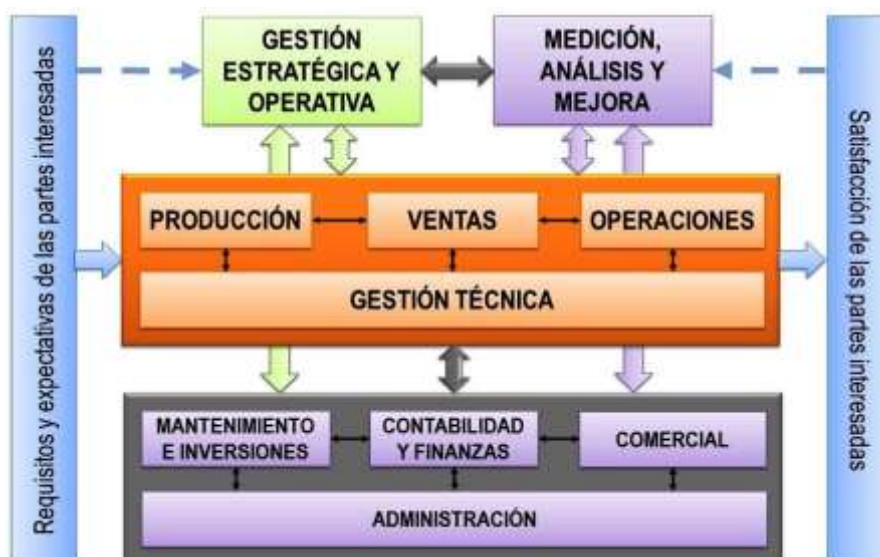 Requisitos y expectativas de las partes interesadas
GESTIÓN
ESTRATÉGICA Y
OPERATIVA
MEDICIÓN,
ANÁLISIS Y
MEJORA
PRODUCCIÓN
VENTAS
OPERACIONES
GESTIÓN TÉCNICA
MANTENIMIENTO
E INVERSIONES
CONTABILIDAD
Y FINANZAS
COMERCIAL
ADMINISTRACIÓN
Satisfacción de las partes interesadas